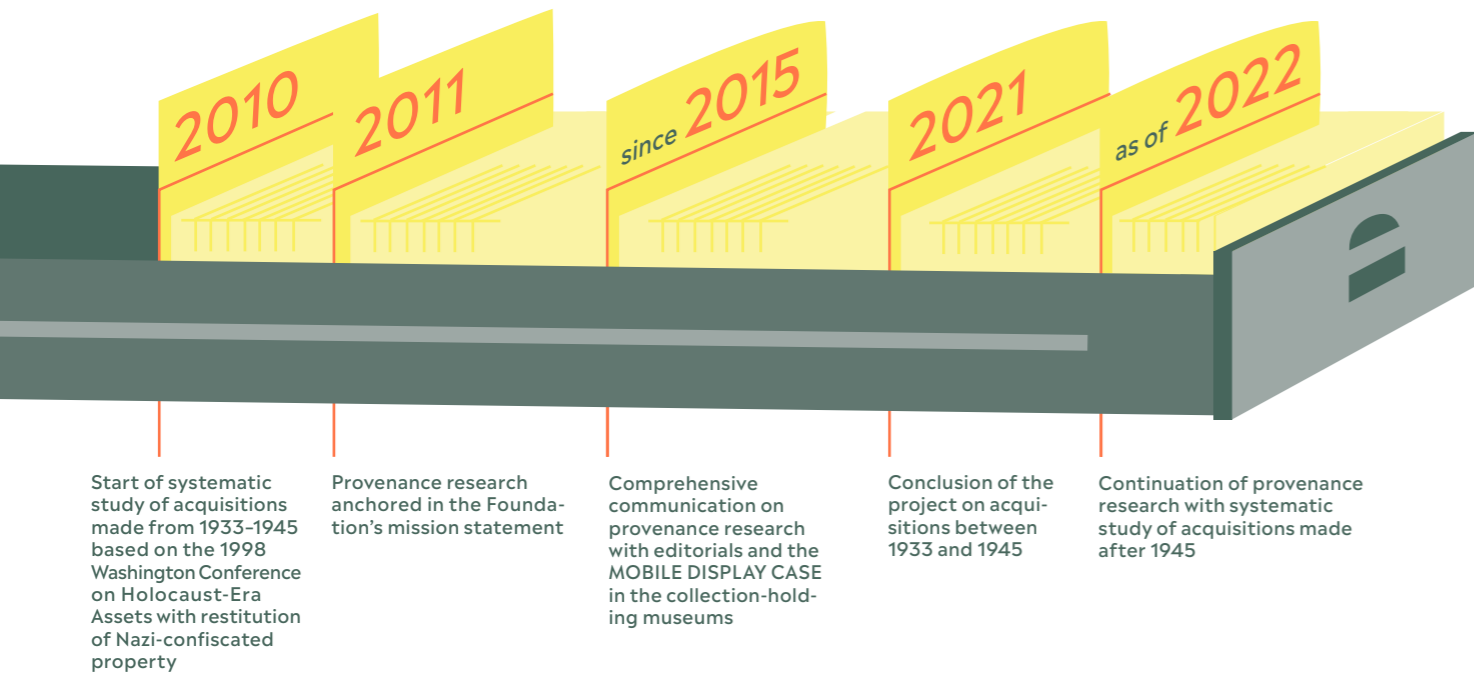 2010
2011
since 2015
2021
as of 2022
Start of systematic
study of acquisitions
made from 1933–1945
based on the 1998
Washington Conference
on Holocaust-Era
Assets with restitution
of Nazi-confiscated
property
Provenance research
anchored in the Founda-
tion’s mission statement
Comprehensive
communication on
provenance research
with editorials and the
MOBILE DISPLAY CASE
in the collection-hold-
ing museums
Conclusion of the
project on acqui-
sitions between
1933 and 1945
Continuation of provenance
research with systematic
study of acquisitions made
after 1945